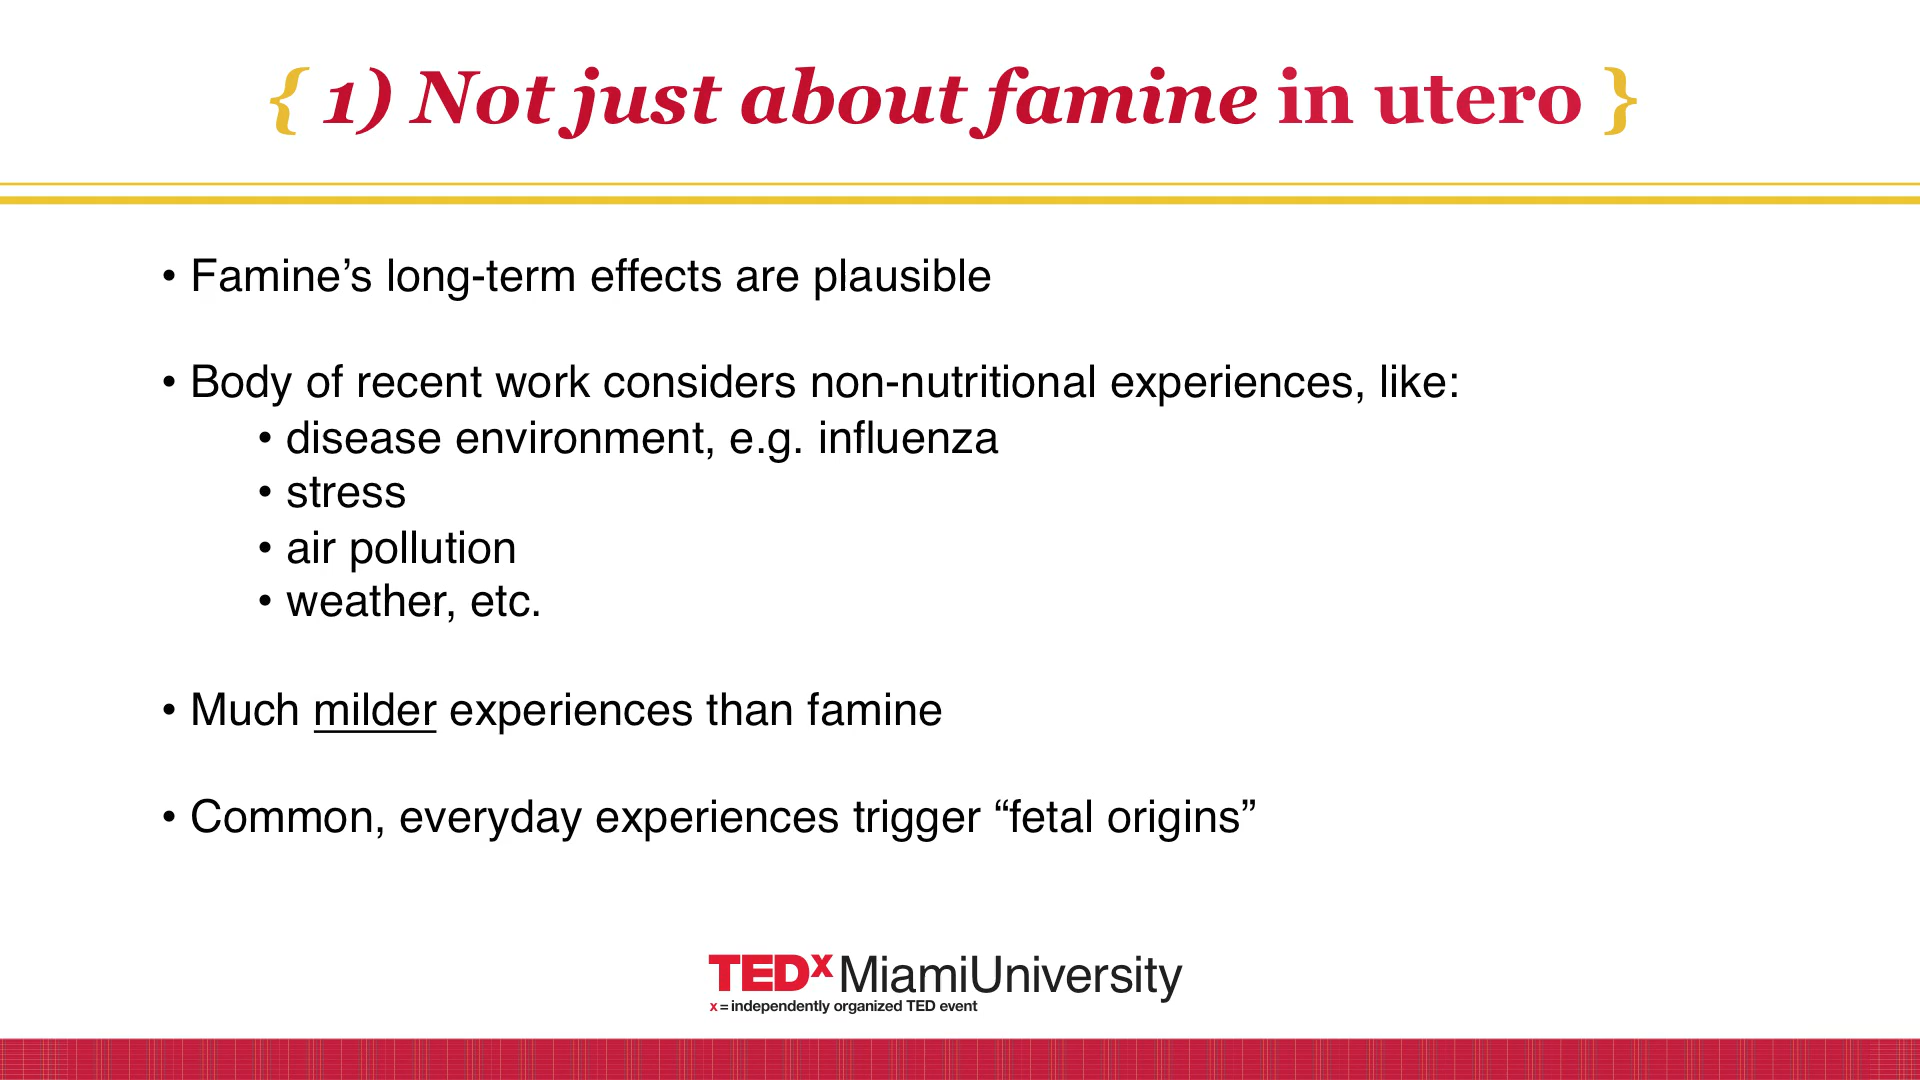 { 1) Not just about famine in utero }
• Famine’s long-term effects are plausible
• Body of recent work considers non-nutritional experiences, like:
• disease environment, e.g. influenza
• stress
• air pollution
• weather, etc.
• Much milder experiences than famine
• Common, everyday experiences trigger “fetal origins”
TEDx MiamiUniversity
x = independently organized TED event